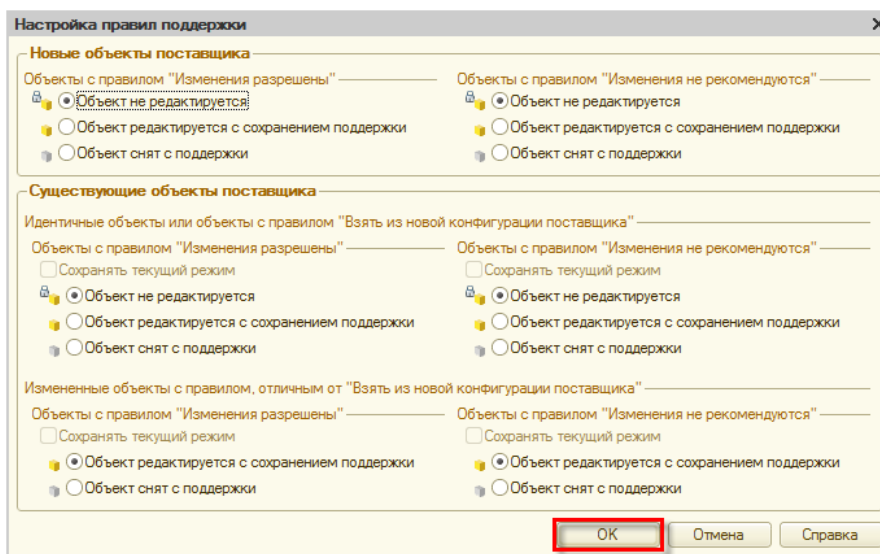 Настройка правил поддержки
Новые объекты поставщика
Объекты с правилом "Изменения разрешены"
Объекты с правилом "Изменения не рекомендуются"
Объект не редактируется
Объект не редактируется
Объект редактируется с сохранением поддержки
Объект редактируется с сохранением поддержки
Объект снят с поддержки
Объект снят с поддержки
Существующие объекты поставщика
Идентичные объекты или объекты с правилом "Взять из новой конфигурации поставщика"
Объекты с правилом "Изменения разрешены"
Объекты с правилом "Изменения не рекомендуются"
Сохранять текущий режим
Сохранять текущий режим
Объект не редактируется
Объект не редактируется
Объект редактируется с сохранением поддержки
Объект редактируется с сохранением поддержки
Объект снят с поддержки
Объект снят с поддержки
Измененные объекты с правилом, отличным от "Взять из новой конфигурации поставщика"
Объекты с правилом "Изменения разрешены"
Объекты с правилом "Изменения не рекомендуются"
Сохранять текущий режим
Сохранять текущий режим
Объект редактируется с сохранением поддержки
Объект редактируется с сохранением поддержки
Объект снят с поддержки
Объект снят с поддержки
ОК
Отмена
Справка